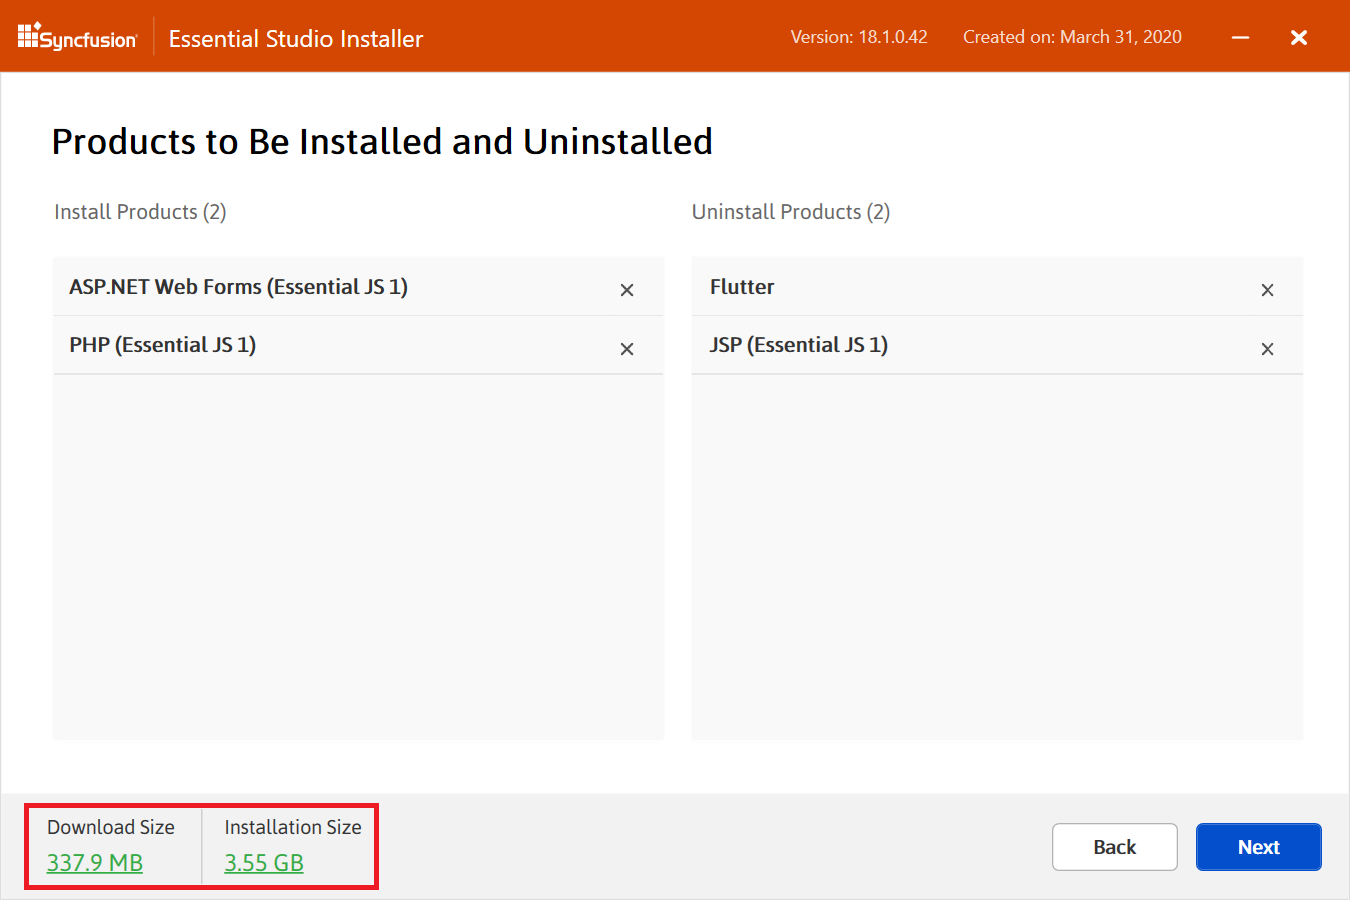 Syncfusion
Essential Studio Installer
Version: 18.1.0.42
Created on: March 31, 2020
Products to Be Installed and Uninstalled
Install Products (2)
ASP.NET Web Forms (Essential JS 1)
PHP (Essential JS 1)
Uninstall Products (2)
Flutter
JSP (Essential JS 1)
Download Size
337.9 MB
Installation Size
3.55 GB
Back
Next